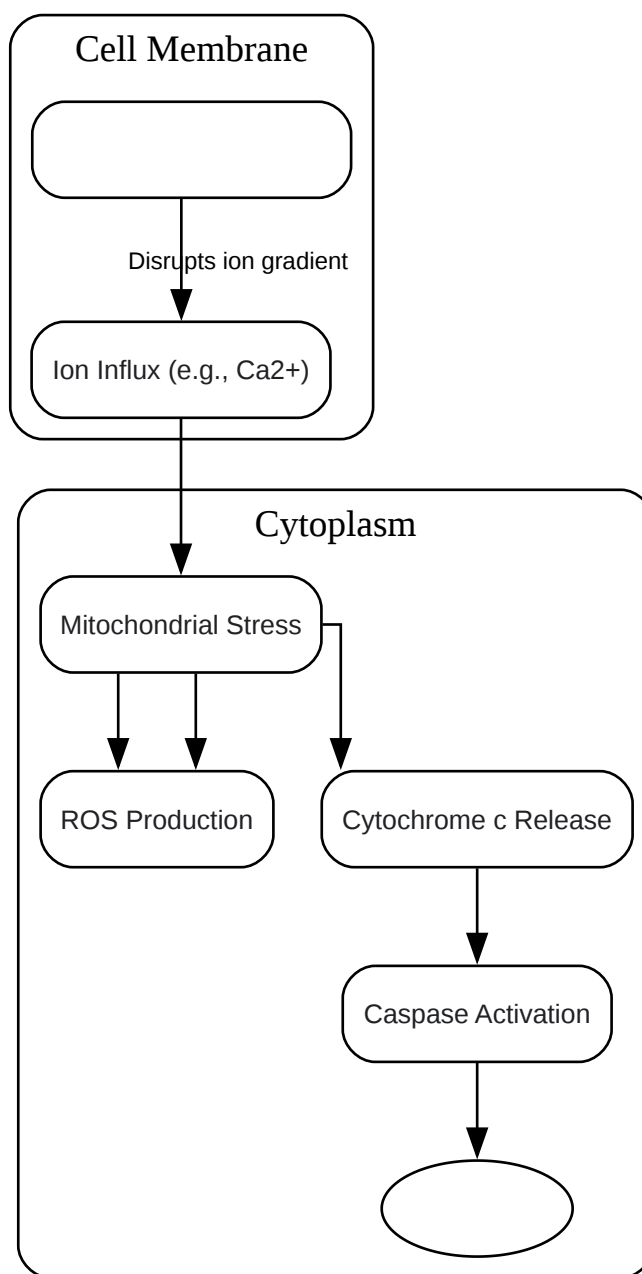 Cell Membrane
Disrupts ion gradient
Ion Influx (e.g., Ca2+)
Cytoplasm
Mitochondrial Stress
ROS Production
Cytochrome c Release
Caspase Activation